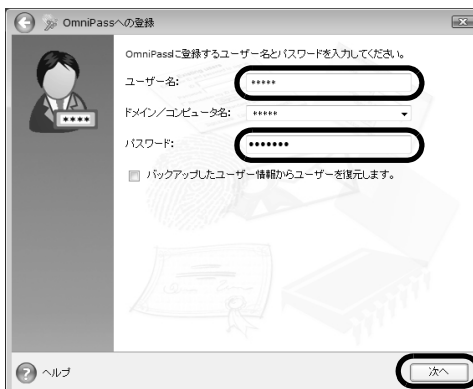 OmniPassへの登録
OmniPassに登録するユーザー名とパスワードを入力してください。
ユーザー名: *****
ドメイン/コンピュータ名: *****
パスワード: •••••••
****
バックアップしたユーザー情報からユーザーを復元します。
ヘルプ
次へ